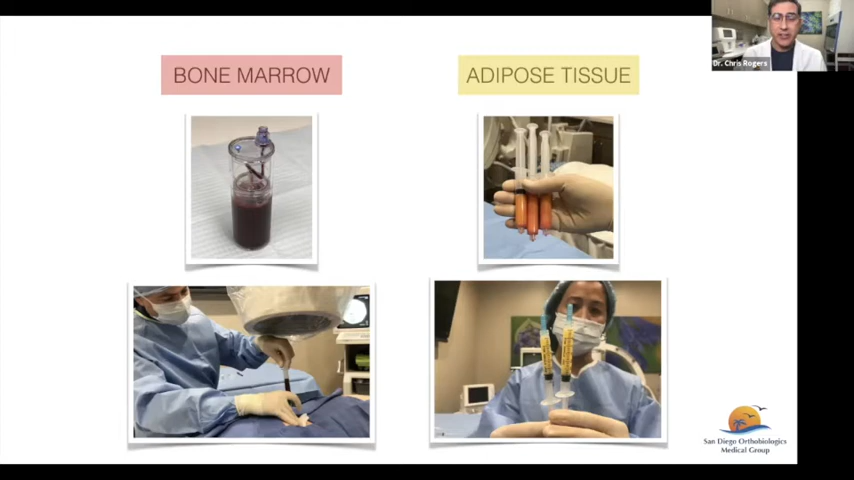 Dr. Chris Rogers
BONE MARROW
ADIPOSE TISSUE
San Diego Orthobiologics
Medical Group